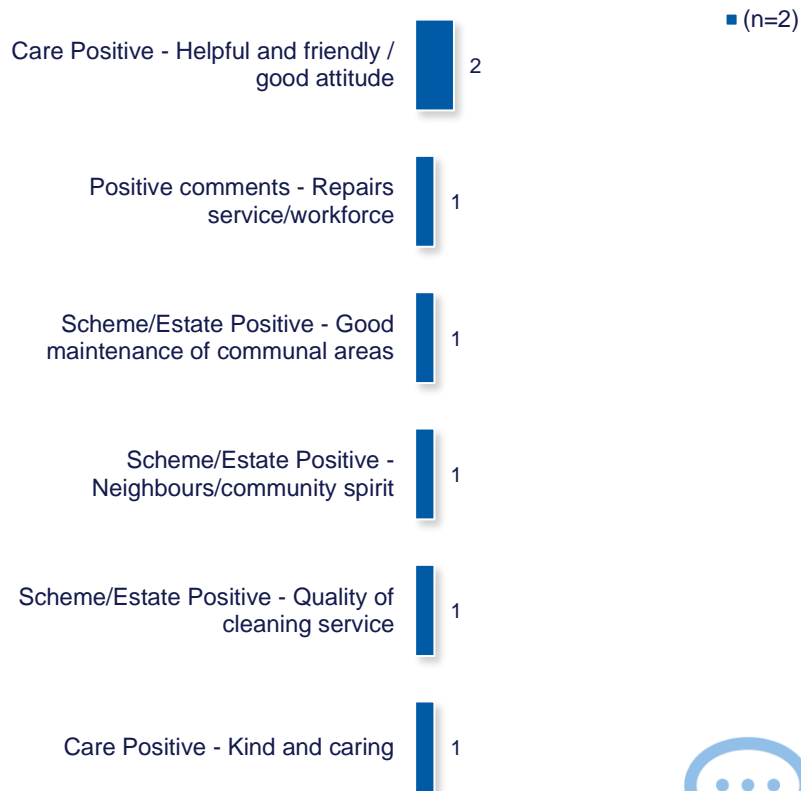 (n=2)
Care Positive - Helpful and friendly /
good attitude
2
Positive comments - Repairs
service/workforce
1
Scheme/Estate Positive - Good
maintenance of communal areas
1
Scheme/Estate Positive -
Neighbours/community spirit
1
Scheme/Estate Positive - Quality of
cleaning service
1
Care Positive - Kind and caring
1